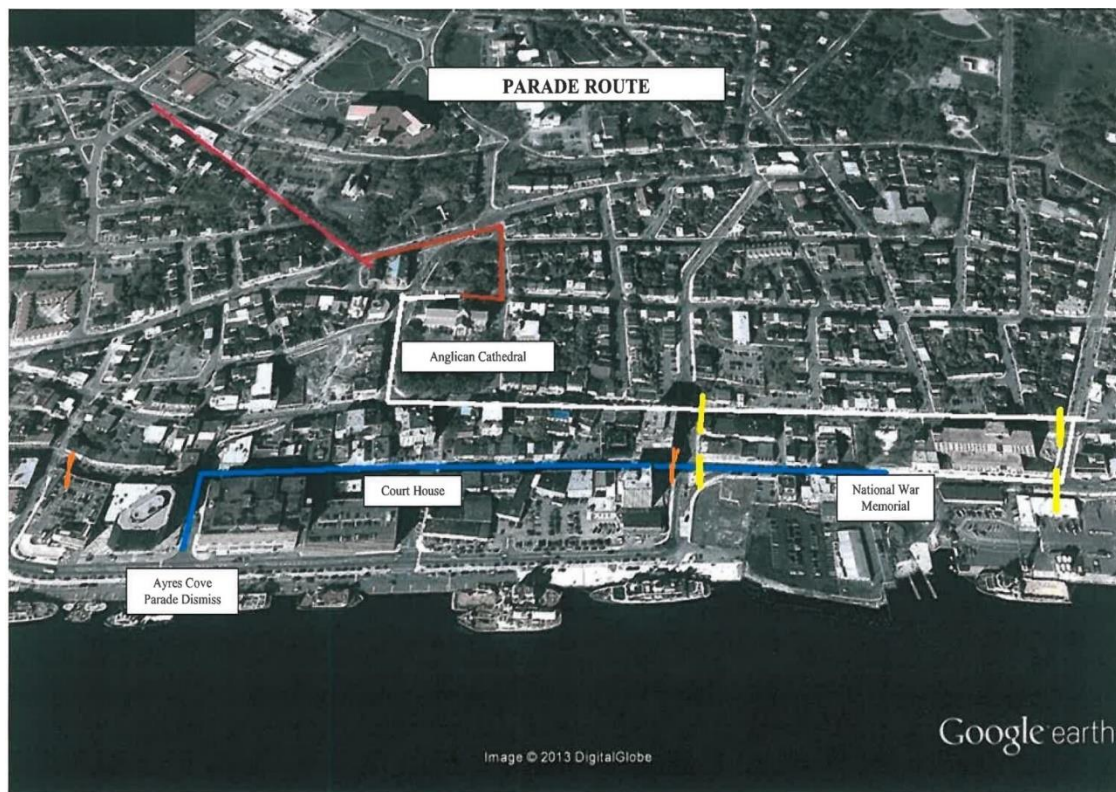 PARADE ROUTE
Anglican Cathedral
Court House
National War
Memorial
Ayres Cove
Parade Dismiss
Google earth
Image © 2013 DigitalGlobe